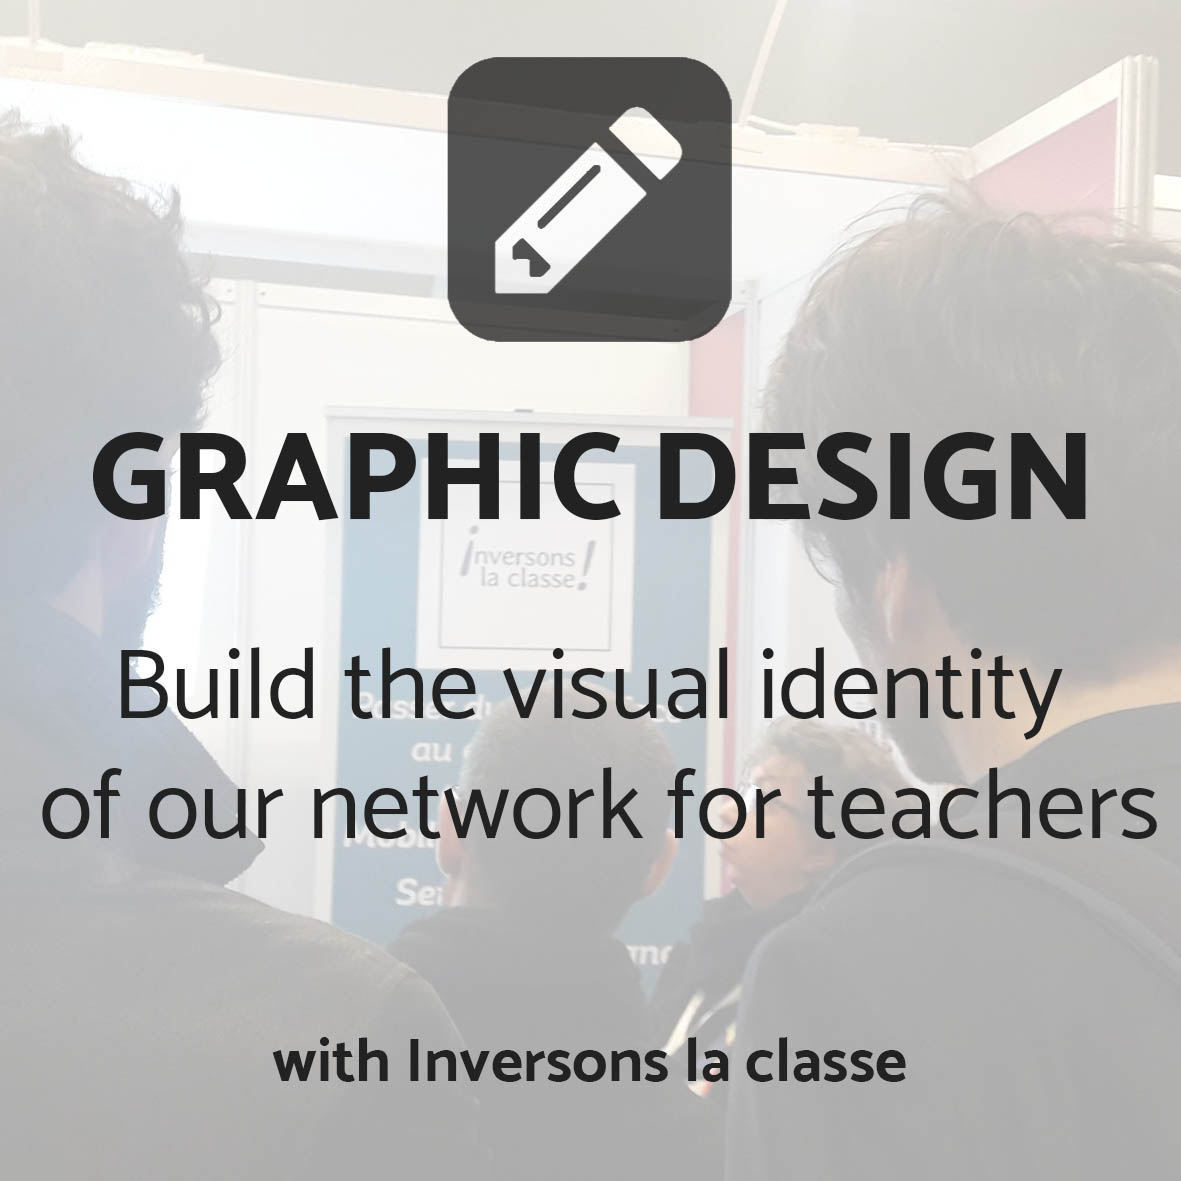 GRAPHIC DESIGN
inversons
la classe!
Build the visual identity
of our network for teachers
with Inversons la classe